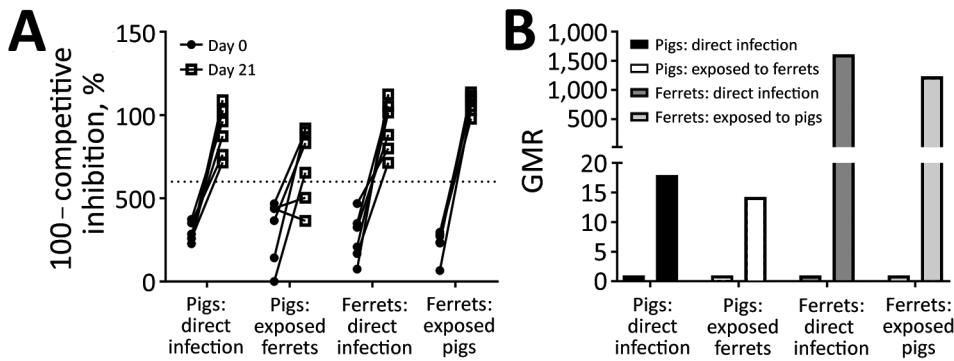 A
100–competitive
inhibition, %
150
100
500
0
Day 0
Day 21
Pigs:
direct
infection
Pigs:
exposed
ferrets
Ferrets:
direct
infection
Ferrets:
exposed
pigs
B
GMR
1,000
1,500
1,000
500
20
15
10
5
0
Pigs: direct infection
Pigs: exposed to ferrets
Ferrets: direct infection
Ferrets: exposed to pigs
Pigs:
direct
infection
Pigs:
exposed
ferrets
Ferrets:
direct
infection
Ferrets:
exposed
pigs